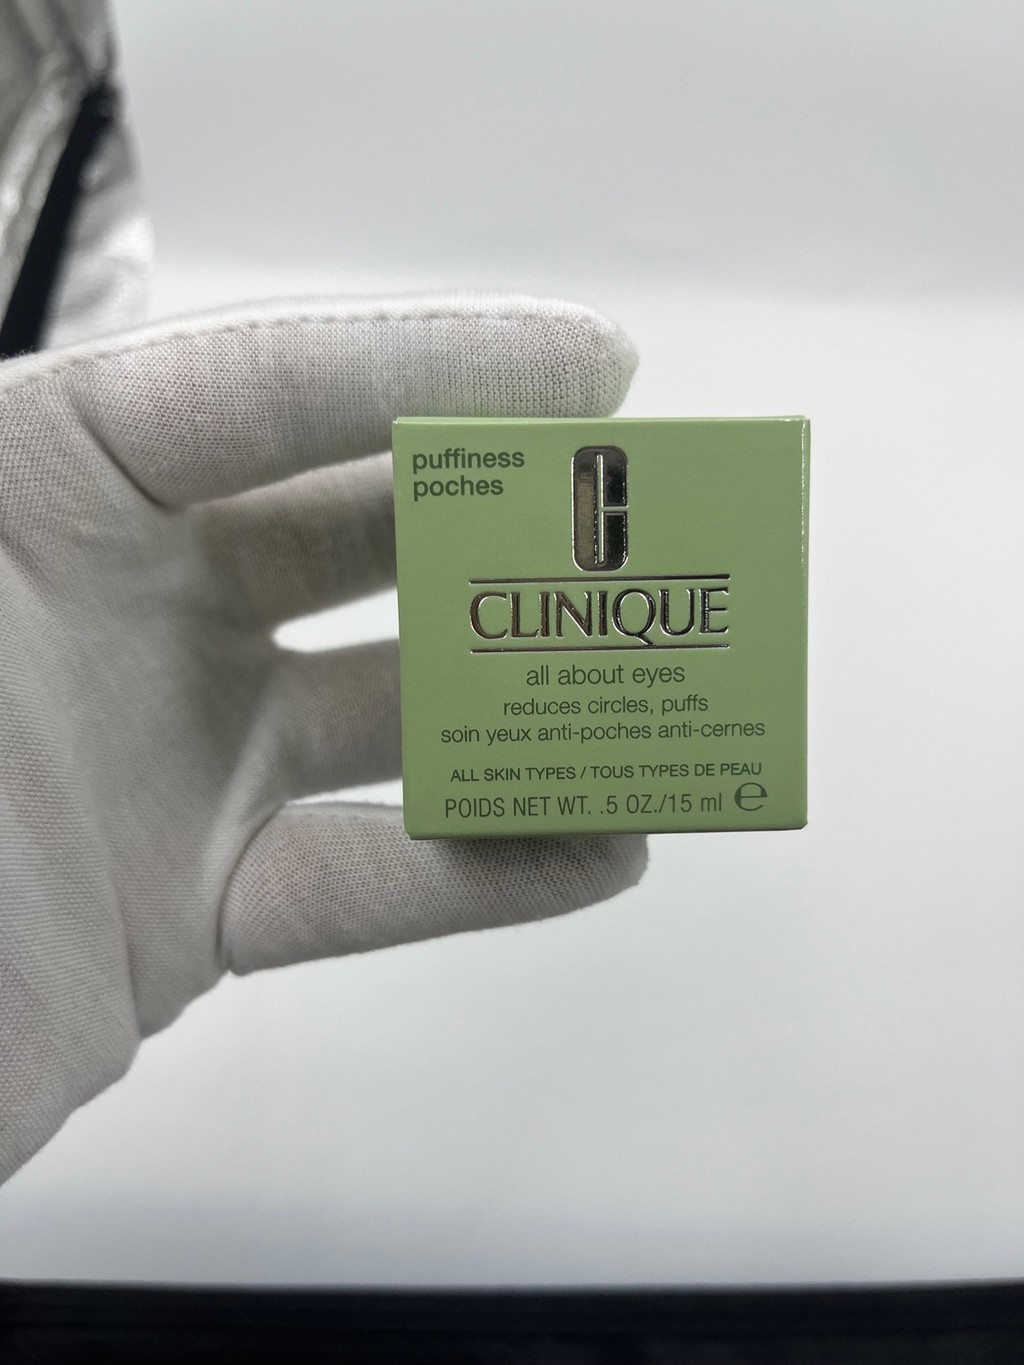 puffiness
poches
C
CLINIQUE
all about eyes
reduces circles, puffs
soin yeux anti-poches anti-cernes
ALL SKIN TYPES / TOUS TYPES DE PEAU
POIDS NET WT. .5 OZ./15 ml ℮